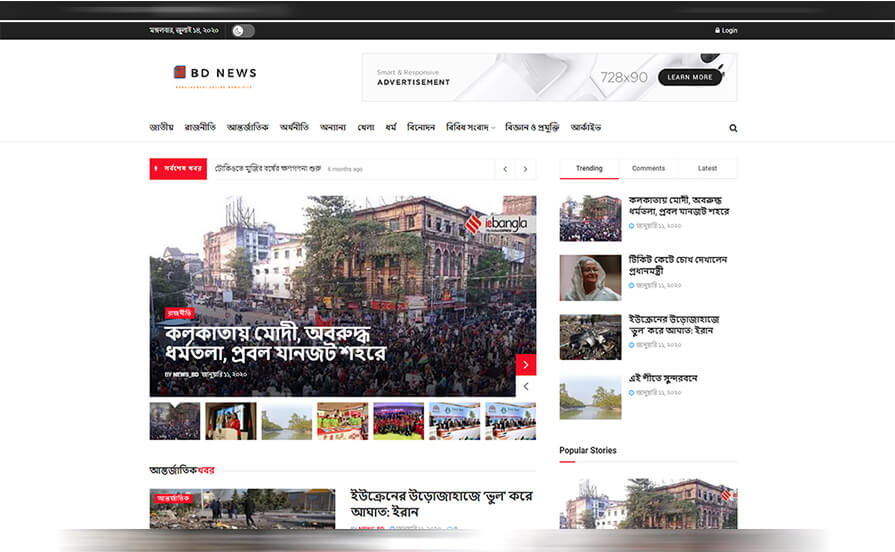 মঙ্গলবার, জুলাই ১৪, ২০২০
Login
BD NEWS
Smart & Responsive
ADVERTISEMENT
728x90
LEARN MORE
জাতীয় রাজনীতি আন্তর্জাতিক অর্থনীতি অন্যান্য খেলা ধর্ম বিনোদন বিবিধ সংবাদ বিজ্ঞান ও প্রযুক্তি আর্কাইভ
সর্বশেষ খবর
টোকিওতে মুজিব বর্ষের ক্ষণগণনা শুরু 6 months ago
Trending Comments Latest
iebangla
রাজনীতি
কলকাতায় মোদী, অবরুদ্ধ
ধর্মতলা, প্রবল যানজট শহরে
BY NEWS_BD জানুয়ারি ১১, ২০২০
কলকাতায় মোদী, অবরুদ্ধ
ধর্মতলা, প্রবল যানজট শহরে
জানুয়ারি ১১, ২০২০
টিকিট কেটে চোখ দেখালেন
প্রধানমন্ত্রী
জানুয়ারি ১১, ২০২০
ইউক্রেনের উড়োজাহাজে
'ভুল' করে আঘাত: ইরান
জানুয়ারি ১১, ২০২০
এই শীতে সুন্দরবনে
জানুয়ারি ১১, ২০২০
Popular Stories
আন্তর্জাতিক খবর
আন্তর্জাতিক
ইউক্রেনের উড়োজাহাজে 'ভুল' করে
আঘাত: ইরান